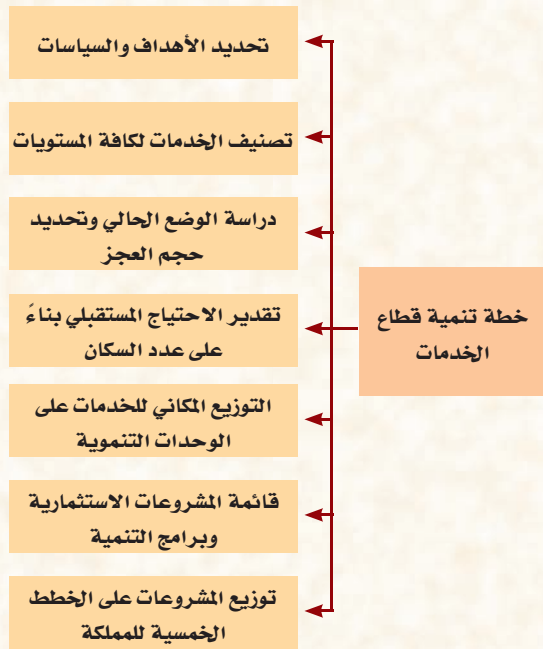 تحديد الأهداف والسياسات
تصنيف الخدمات لكافة المستويات
دراسة الوضع الحالي وتحديد
حجم العجز
خطة تنمية قطاع
الخدمات
تقدير الاحتياج المستقبلي بناءً
على عدد السكان
التوزيع المكاني للخدمات على
الوحدات التنموية
قائمة المشروعات الاستثمارية
وبرامج التنمية
توزيع المشروعات على الخطط
الخمسية للمملكة